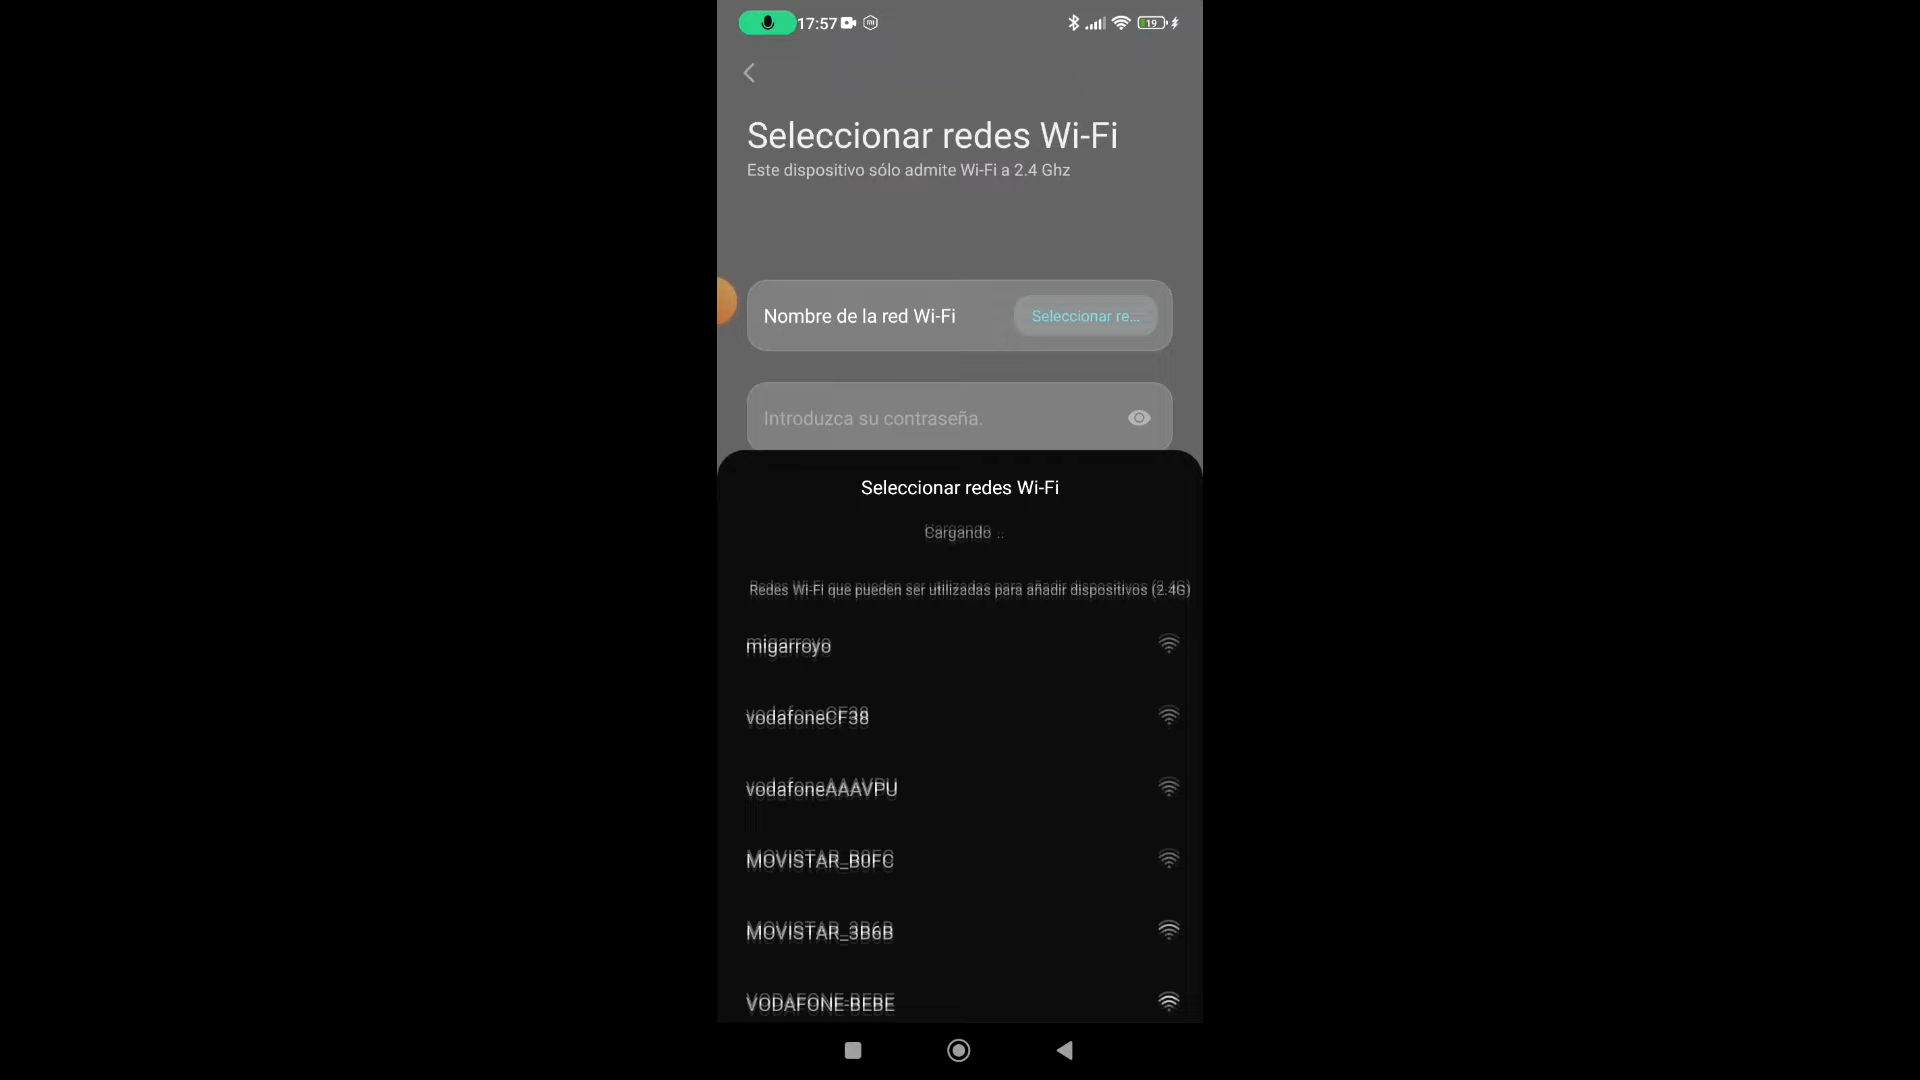 17:57
19
Seleccionar redes Wi-Fi
Este dispositivo sólo admite Wi-Fi a 2.4 Ghz
Nombre de la red Wi-Fi
Seleccionar re...
Introduzca su contraseña.
Seleccionar redes Wi-Fi
Cargando ..
Redes Wi-Fi que pueden ser utilizadas para añadir dispositivos (2.4G)
migarroyo
vodafoneCF38
vodafoneAAAVPU
MOVISTAR_B0FC
MOVISTAR_3B6B
VODAFONE-BEBE